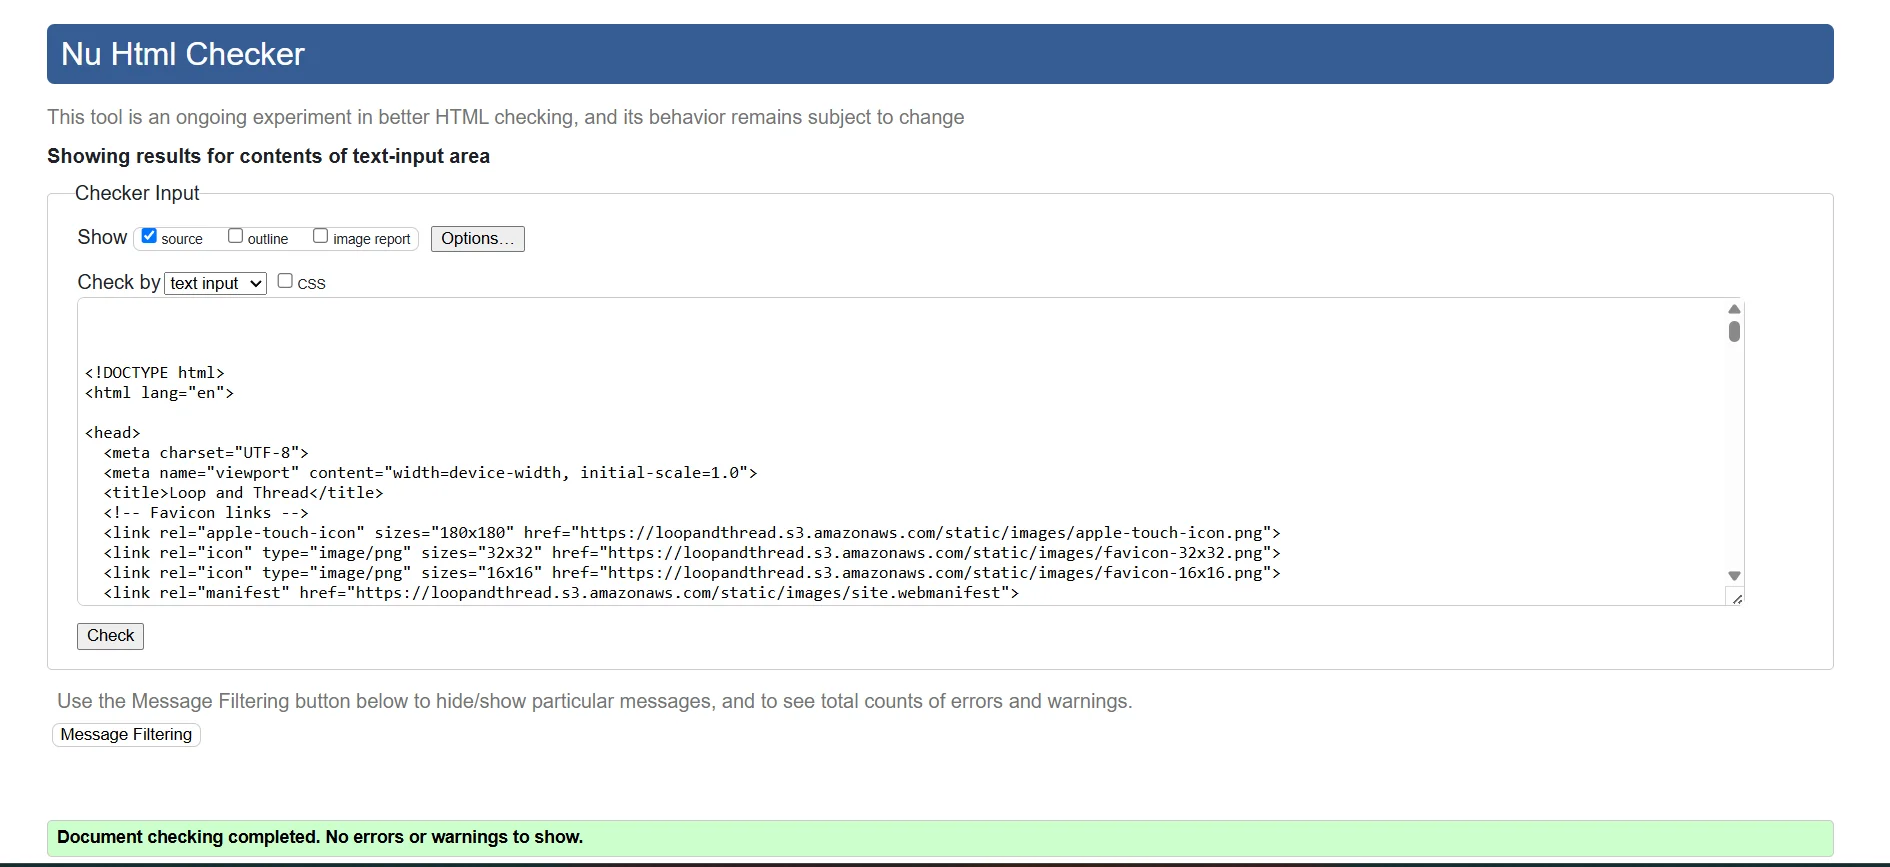 Nu Html Checker
This tool is an ongoing experiment in better HTML checking, and its behavior remains subject to change
Showing results for contents of text-input area
Checker Input
Show source outline image report Options...
Check by text input CSS
<!DOCTYPE html>
<html lang="en">
<head>
<meta charset="UTF-8">
<meta name="viewport" content="width=device-width, initial-scale=1.0">
<title>Loop and Thread</title>
<!-- Favicon links -->
<link rel="apple-touch-icon" sizes="180x180" href="https://loopandthread.s3.amazonaws.com/static/images/apple-touch-icon.png">
<link rel="icon" type="image/png" sizes="32x32" href="https://loopandthread.s3.amazonaws.com/static/images/favicon-32x32.png">
<link rel="icon" type="image/png" sizes="16x16" href="https://loopandthread.s3.amazonaws.com/static/images/favicon-16x16.png">
<link rel="manifest" href="https://loopandthread.s3.amazonaws.com/static/images/site.webmanifest">
Check
Use the Message Filtering button below to hide/show particular messages, and to see total counts of errors and warnings.
Message Filtering
Document checking completed. No errors or warnings to show.